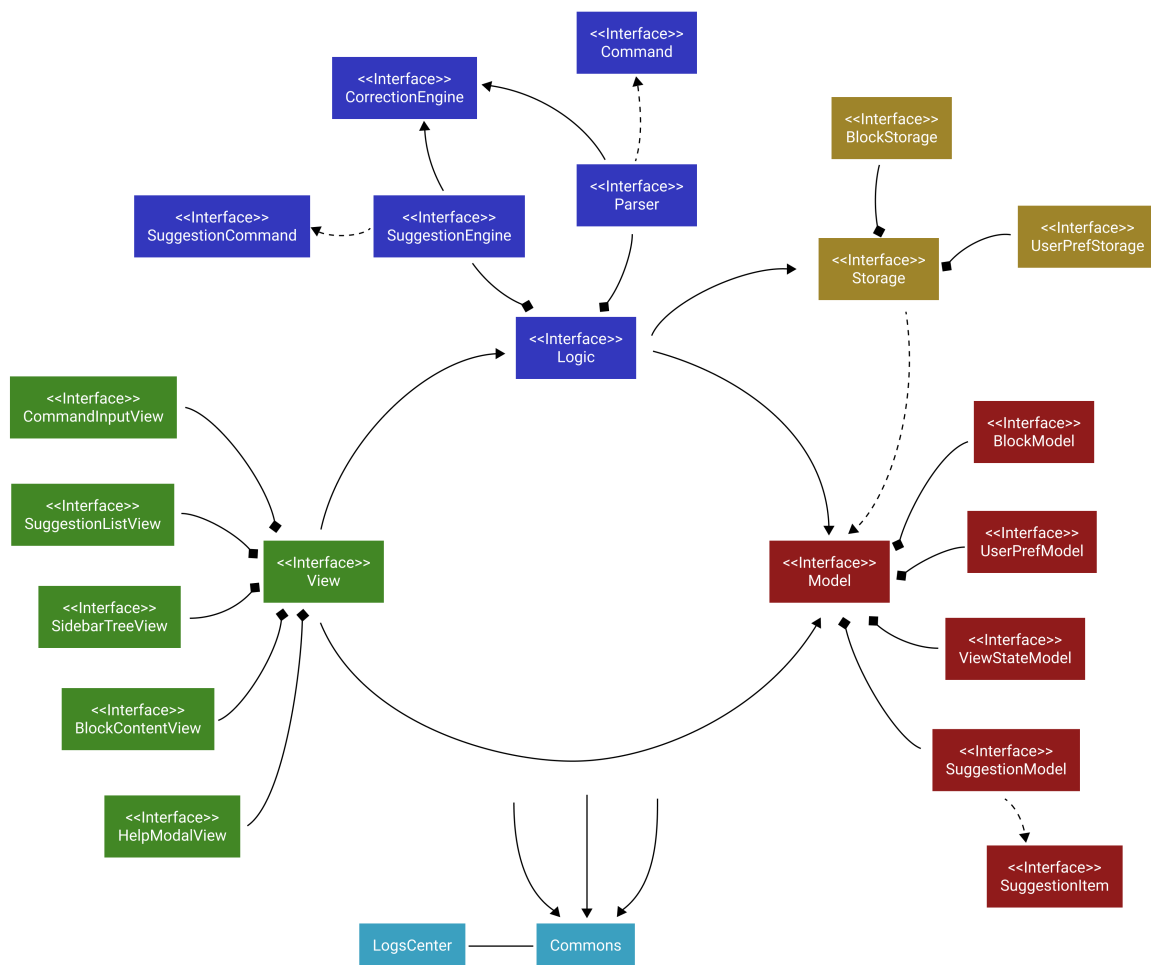 <<Interface>>
Command
<<Interface>>
CorrectionEngine
<<Interface>>
BlockStorage
<<Interface>>
Parser
<<Interface>>
SuggestionCommand
<<Interface>>
SuggestionEngine
<<Interface>>
UserPrefStorage
<<Interface>>
Storage
<<Interface>>
Logic
<<Interface>>
CommandInputView
<<Interface>>
BlockModel
<<Interface>>
SuggestionListView
<<Interface>>
UserPrefModel
<<Interface>>
View
<<Interface>>
Model
<<Interface>>
SidebarTreeView
<<Interface>>
ViewStateModel
<<Interface>>
BlockContentView
<<Interface>>
SuggestionModel
<<Interface>>
HelpModalView
<<Interface>>
SuggestionItem
LogsCenter
Commons